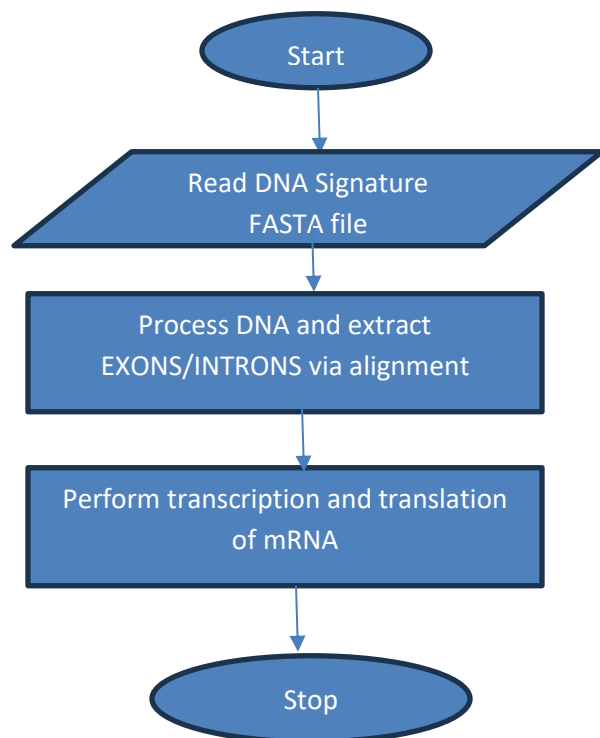 Start
Read DNA Signature
FASTA file
Process DNA and extract
EXONS/INTRONS via alignment
Perform transcription and translation
of mRNA
Stop